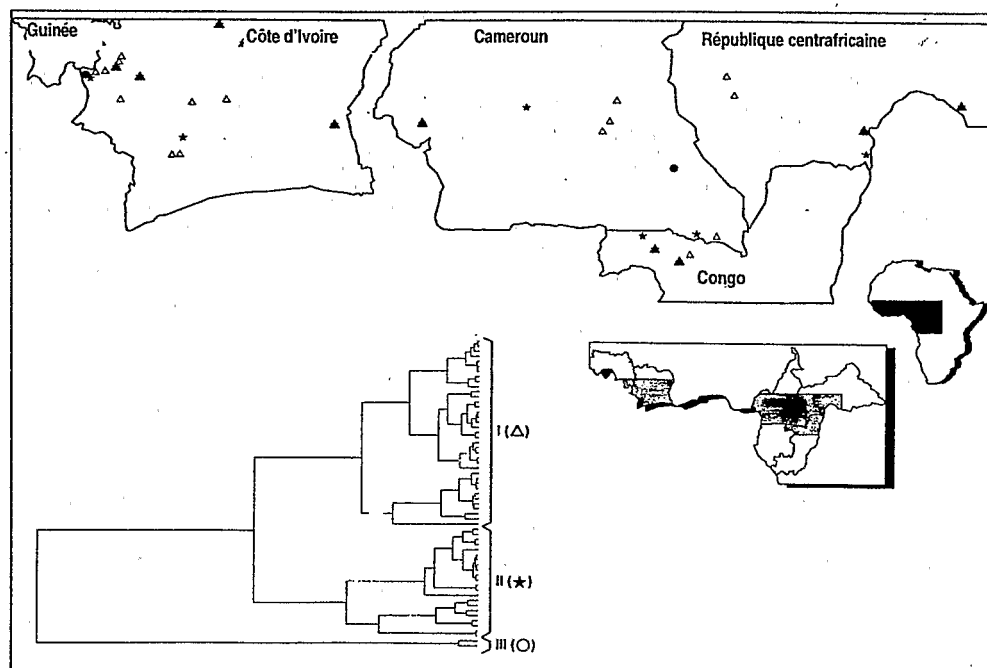 Guinée
Côte d'Ivoire
Cameroun
République centrafricaine
Congo
I (△)
II (★)
III (○)